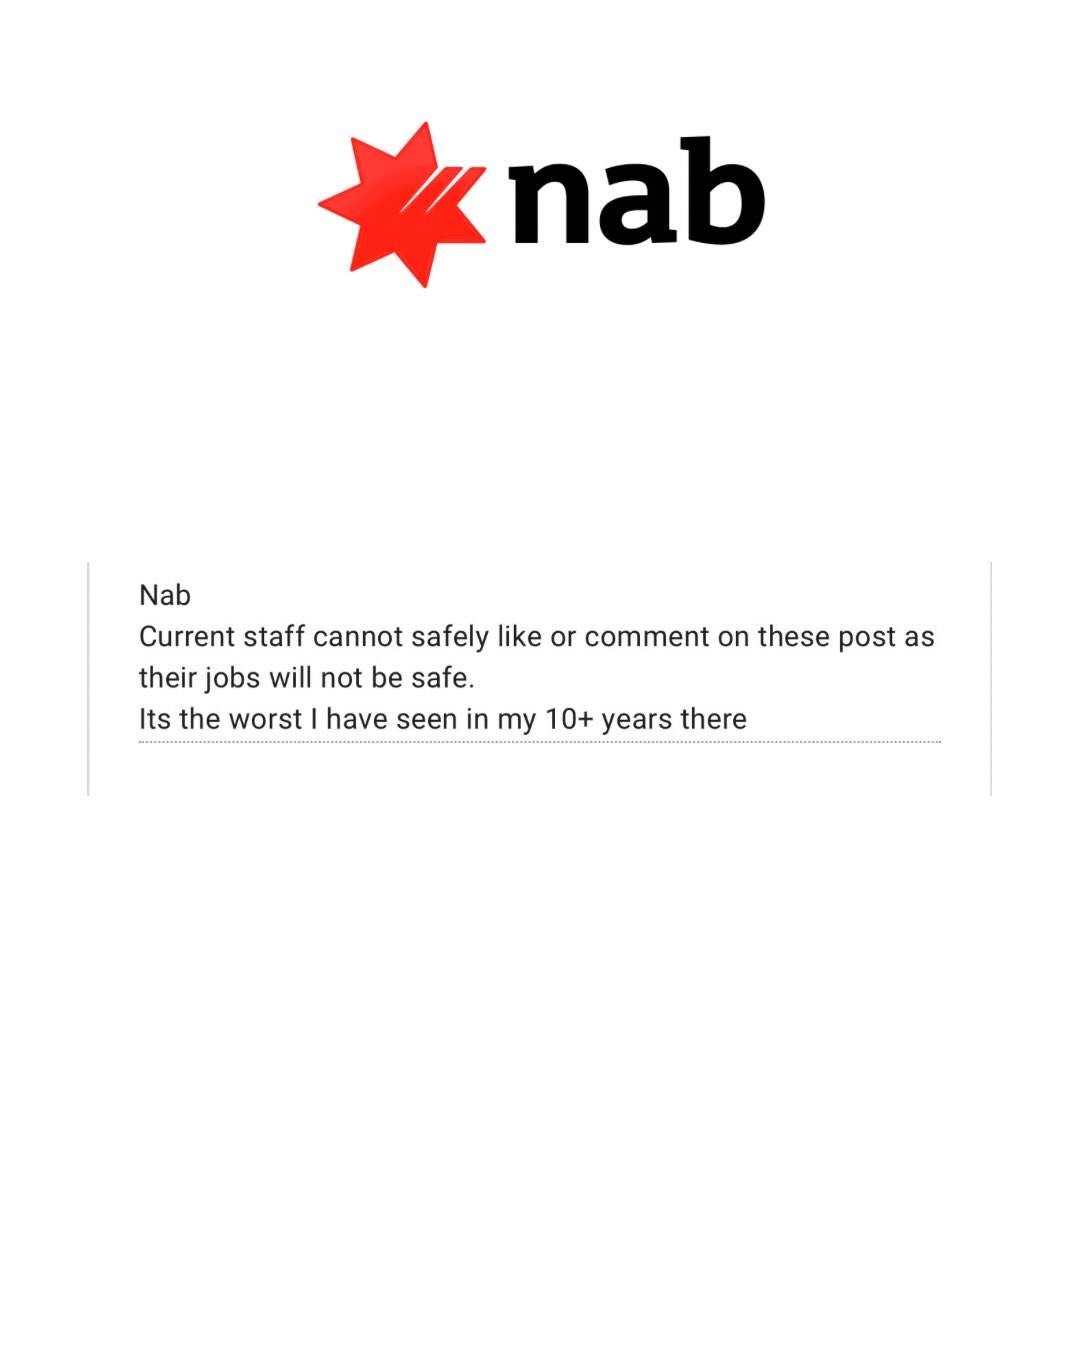 nab
Nab
Current staff cannot safely like or comment on these post as
their jobs will not be safe.
Its the worst I have seen in my 10+ years there